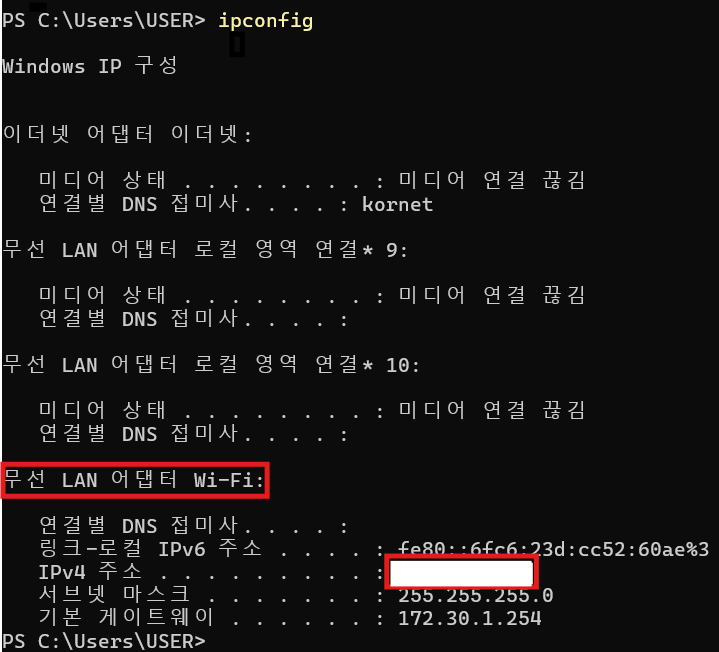 PS C:\Users\USER> ipconfig
Windows IP 구성
이더넷 어댑터 이더넷:
미디어 상태 . . . . . . . . : 미디어 연결 끊김
연결별 DNS 접미사. . . . : kornet
무선 LAN 어댑터 로컬 영역 연결* 9:
미디어 상태 . . . . . . . . : 미디어 연결 끊김
연결별 DNS 접미사. . . . :
무선 LAN 어댑터 로컬 영역 연결* 10:
미디어 상태 . . . . . . . . : 미디어 연결 끊김
연결별 DNS 접미사. . . . :
무선 LAN 어댑터 Wi-Fi:
연결별 DNS 접미사. . . . :
링크-로컬 IPv6 주소 . . . . : fe80::6fc6:23d:cc52:60ae%3
IPv4 주소 . . . . . . . . . :
서브넷 마스크 . . . . . . . : 255.255.255.0
기본 게이트웨이 . . . . . . : 172.30.1.254
PS C:\Users\USER>